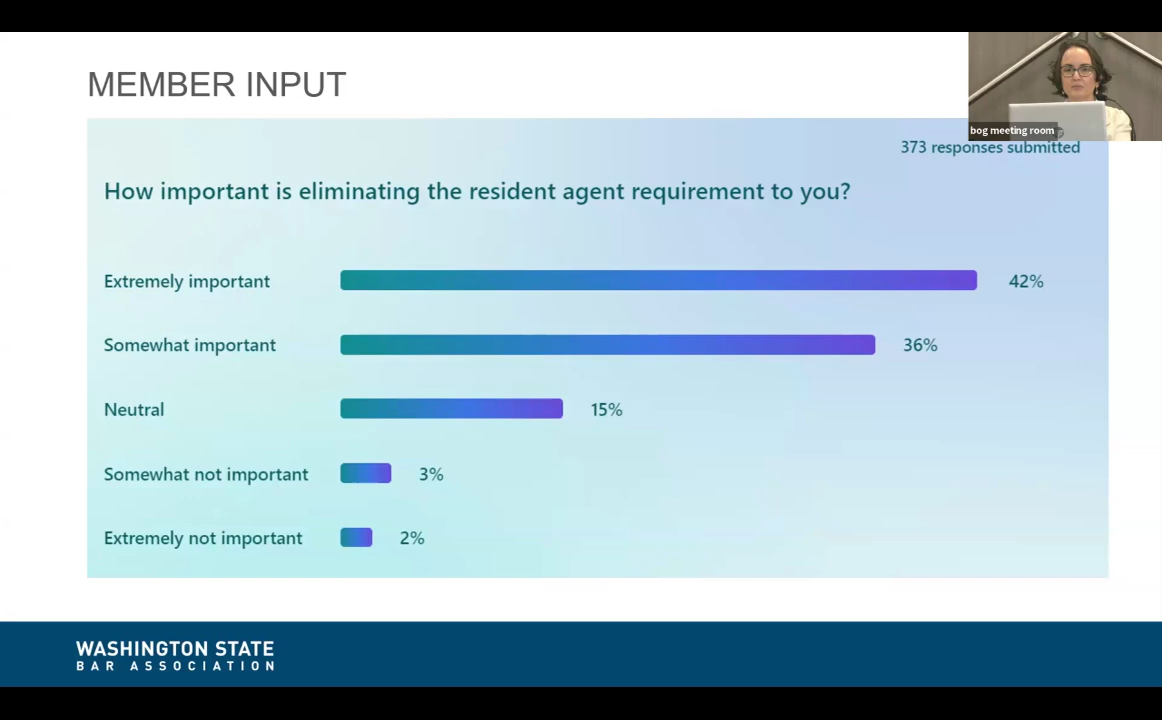 MEMBER INPUT
bog meeting room
373 responses submitted
How important is eliminating the resident agent requirement to you?
Extremely important 42%
Somewhat important 36%
Neutral 15%
Somewhat not important 3%
Extremely not important 2%
WASHINGTON STATE
BAR ASSOCIATION